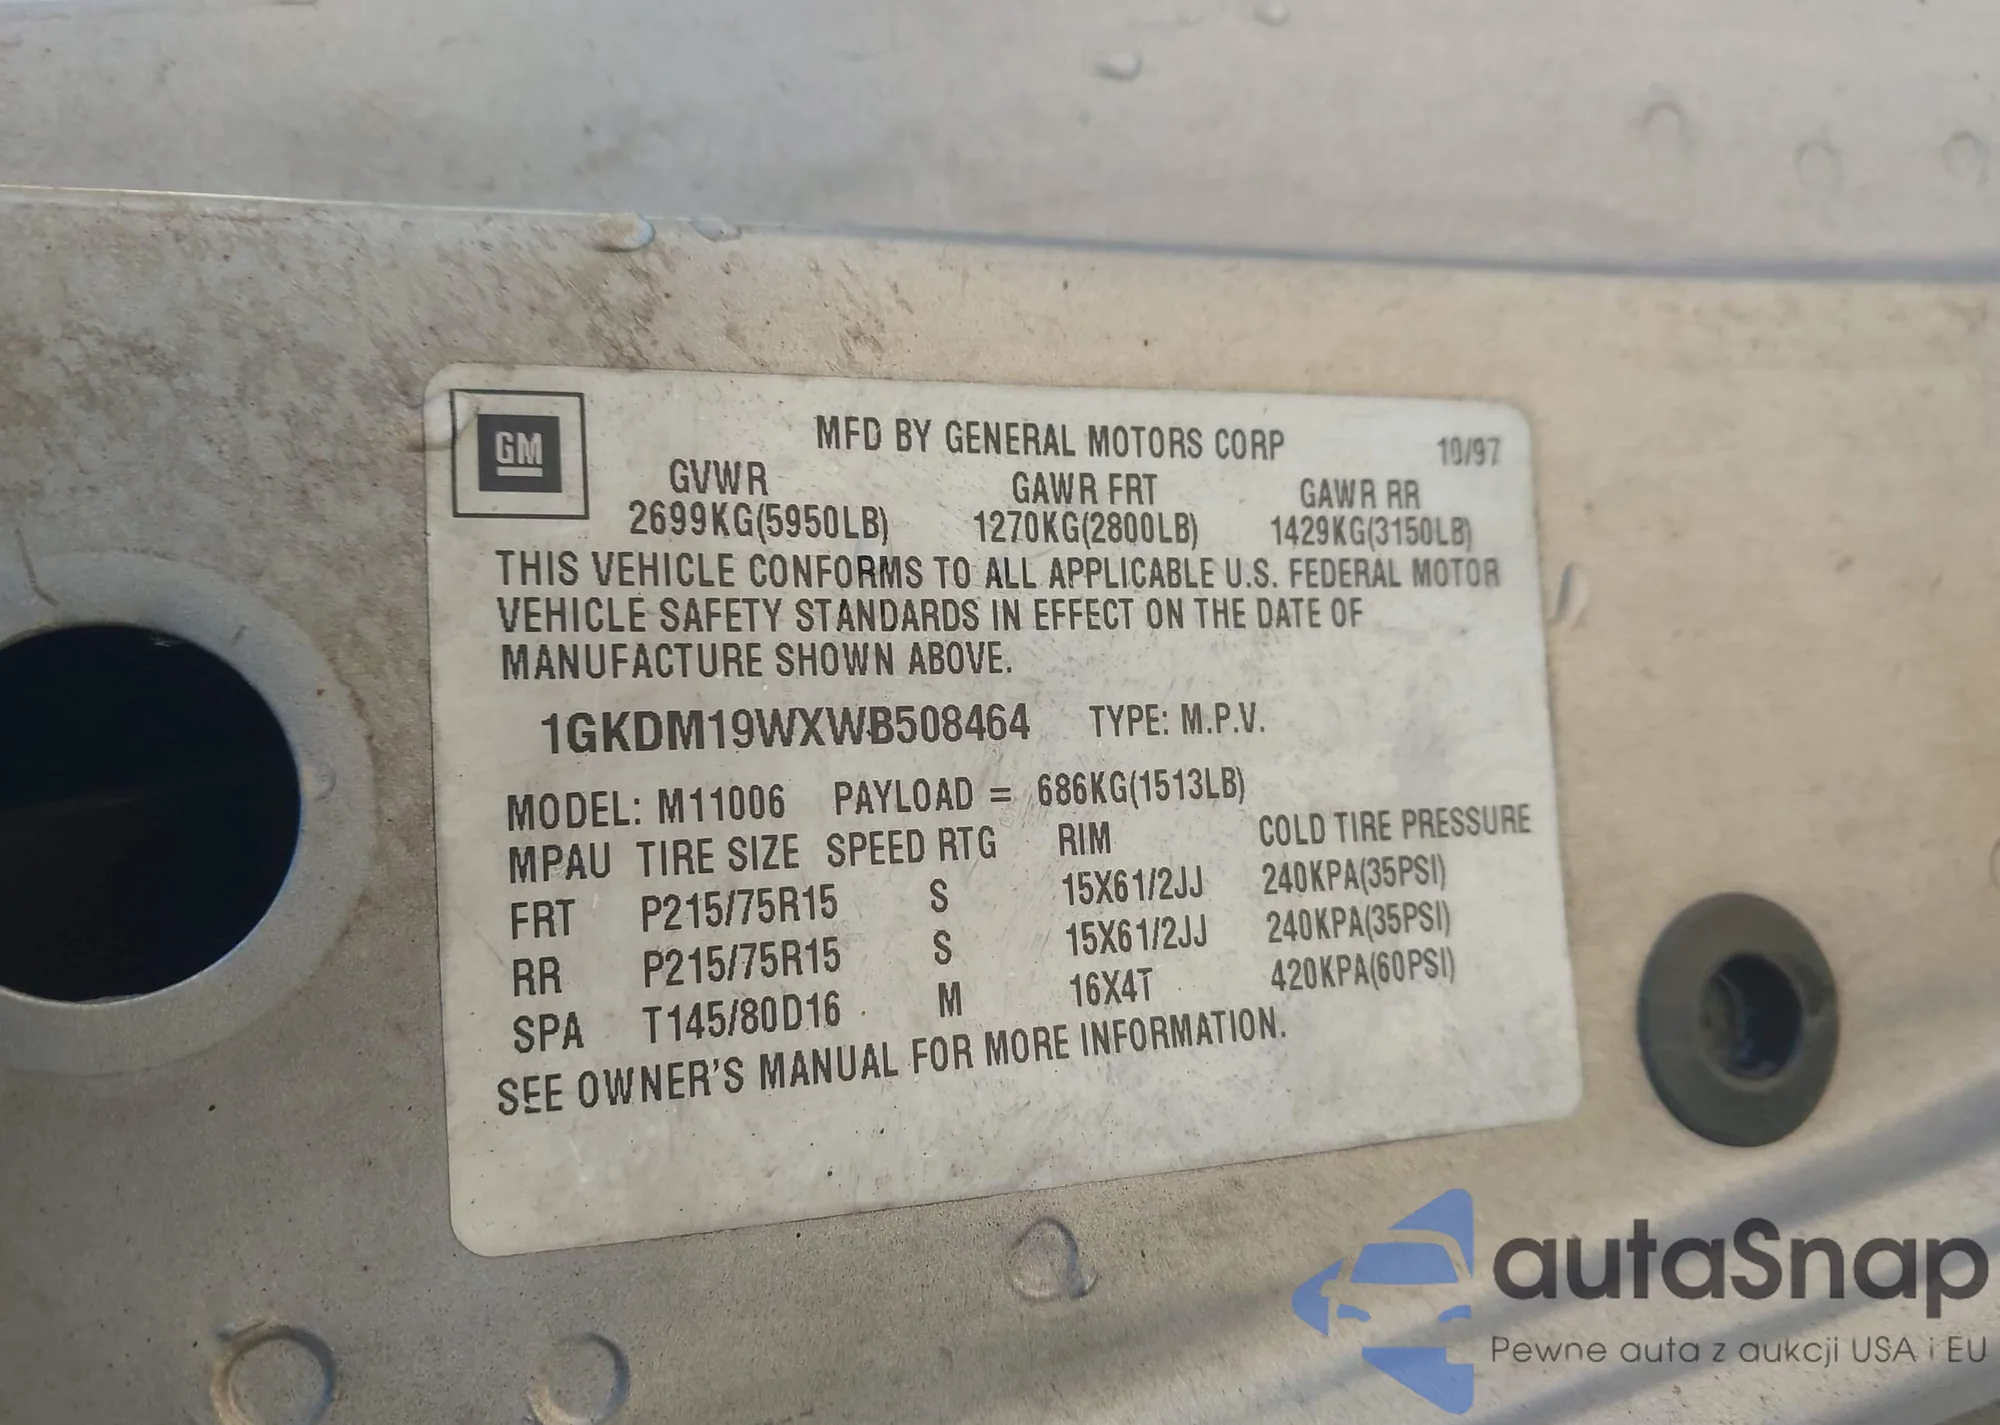 GM
MFD BY GENERAL MOTORS CORP 10/97
GVWR GAWR FRT GAWR RR
2699KG(5950LB) 1270KG(2800LB) 1429KG(3150LB)
THIS VEHICLE CONFORMS TO ALL APPLICABLE U.S. FEDERAL MOTOR
VEHICLE SAFETY STANDARDS IN EFFECT ON THE DATE OF
MANUFACTURE SHOWN ABOVE.
1GKDM19WXWB508464 TYPE: M.P.V.
MODEL: M11006 PAYLOAD = 686KG(1513LB)
MPAU TIRE SIZE SPEED RTG RIM COLD TIRE PRESSURE
FRT P215/75R15 S 15X61/2JJ 240KPA(35PSI)
RR P215/75R15 S 15X61/2JJ 240KPA(35PSI)
SPA T145/80D16 M 16X4T 420KPA(60PSI)
SEE OWNER'S MANUAL FOR MORE INFORMATION.
autaSnap
Pewne auta z aukcji USA i EU